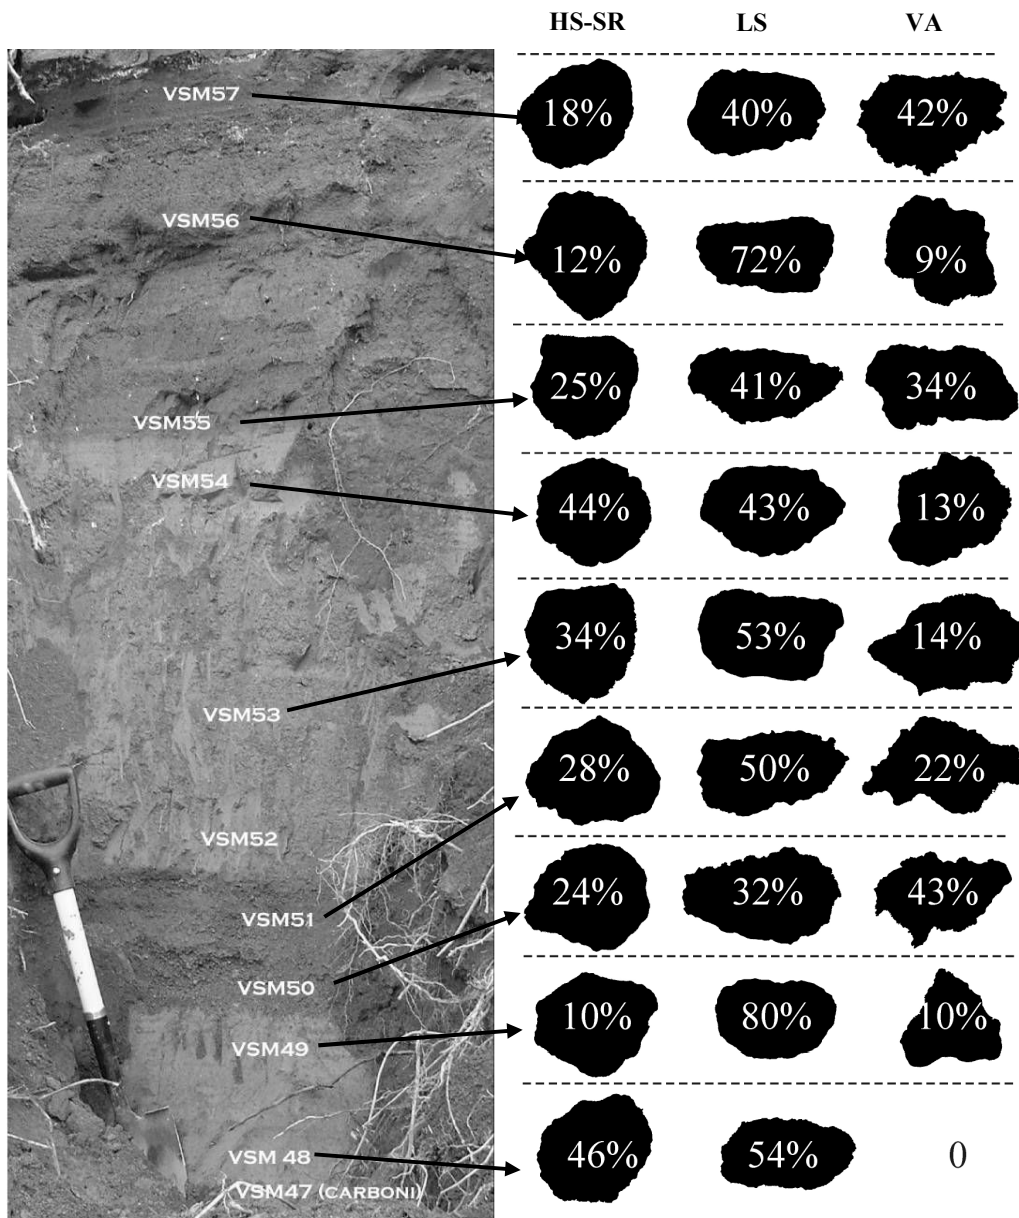 HS-SR LS VA
VSM57 18% 40% 42%
VSM56 12% 72% 9%
VSM55 25% 41% 34%
VSM54 44% 43% 13%
VSM53 34% 53% 14%
VSM52
28% 50% 22%
VSM51 24% 32% 43%
VSM50
VSM49 10% 80% 10%
VSM 48 46% 54% 0
VSM47 (CARBONI)